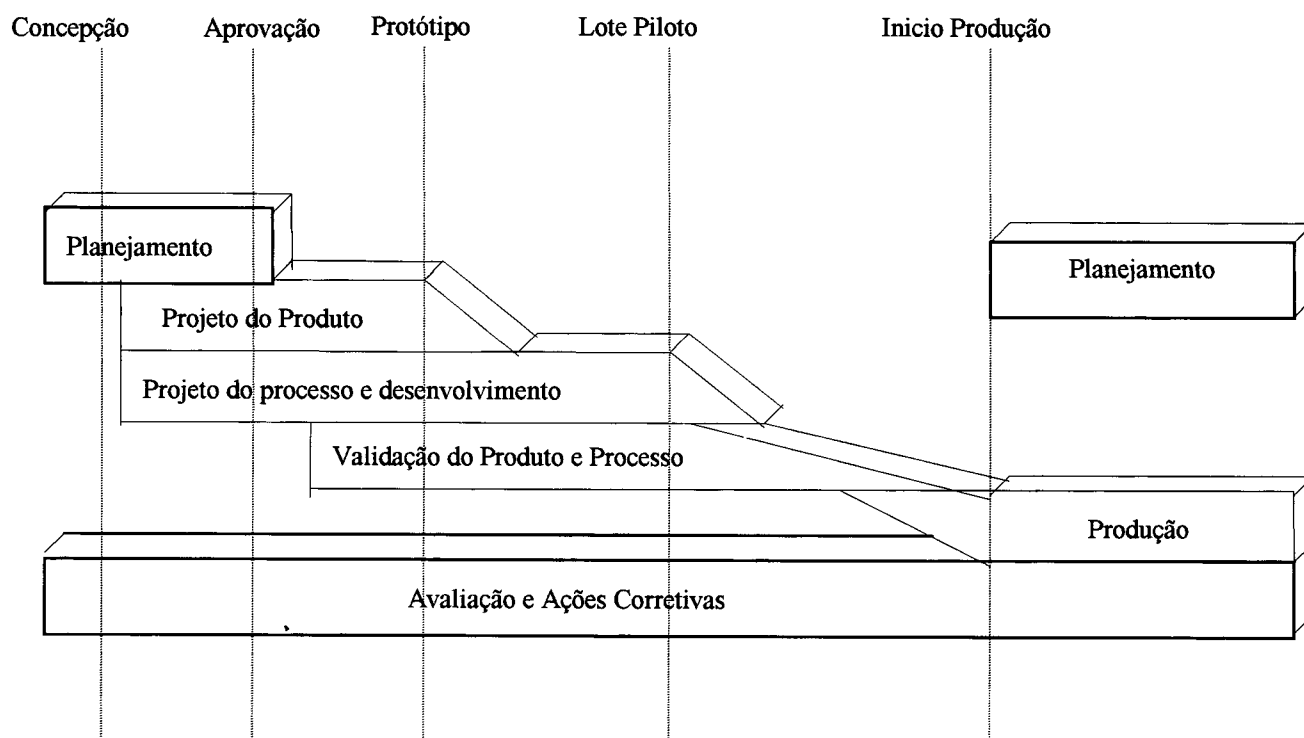 Concepção Aprovação Protótipo Lote Piloto Inicio Produção
Planejamento Planejamento
Projeto do Produto
Projeto do processo e desenvolvimento
Validação do Produto e Processo
Produção
Avaliação e Ações Corretivas